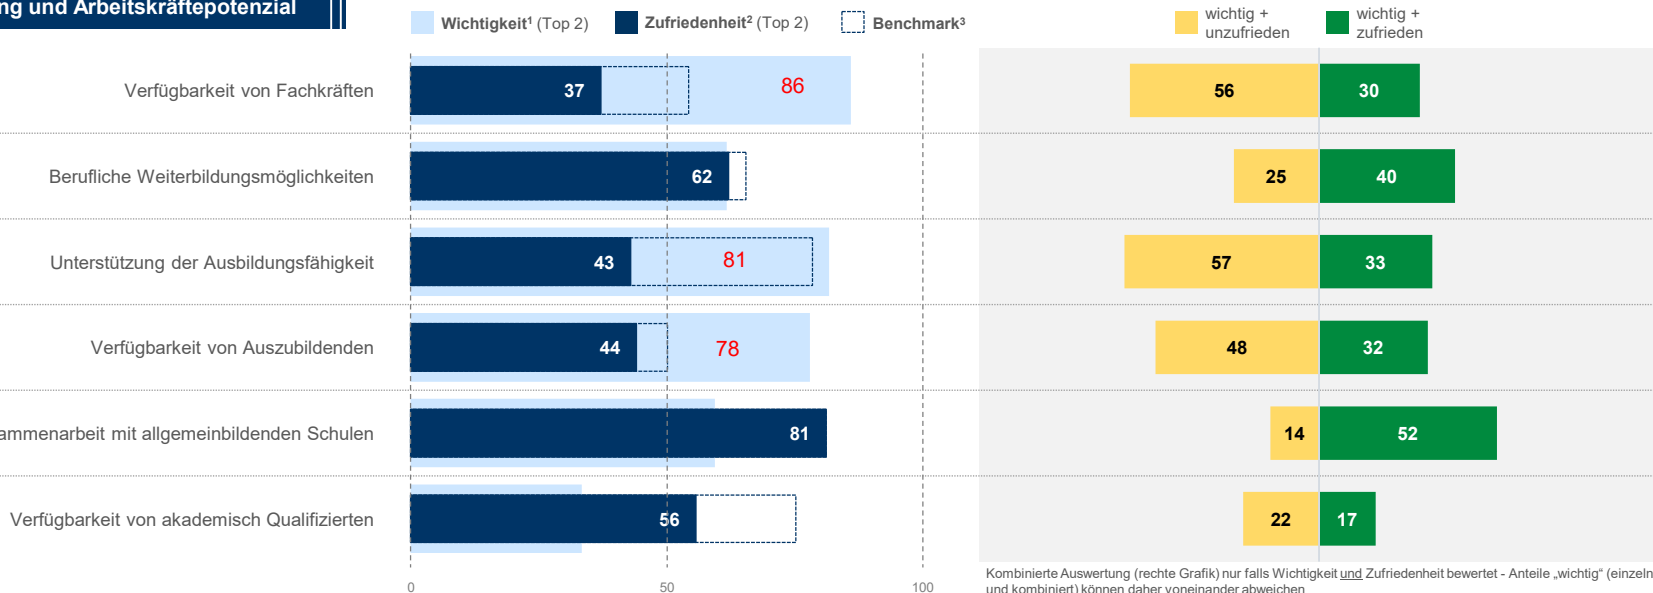 ng und Arbeitskräftepotenzial
Wichtigkeit¹ (Top 2) Zufriedenheit² (Top 2) Benchmark³
wichtig +
unzufrieden
wichtig +
zufrieden
Verfügbarkeit von Fachkräften 37 86 56 30
Berufliche Weiterbildungsmöglichkeiten 62 25 40
Unterstützung der Ausbildungsfähigkeit 43 81 57 33
Verfügbarkeit von Auszubildenden 44 78 48 32
ammenarbeit mit allgemeinbildenden Schulen 81 14 52
Verfügbarkeit von akademisch Qualifizierten 56 22 17
0 50 100
Kombinierte Auswertung (rechte Grafik) nur falls Wichtigkeit und Zufriedenheit bewertet - Anteile „wichtig“ (einzeln
und kombiniert) können daher voneinander abweichen